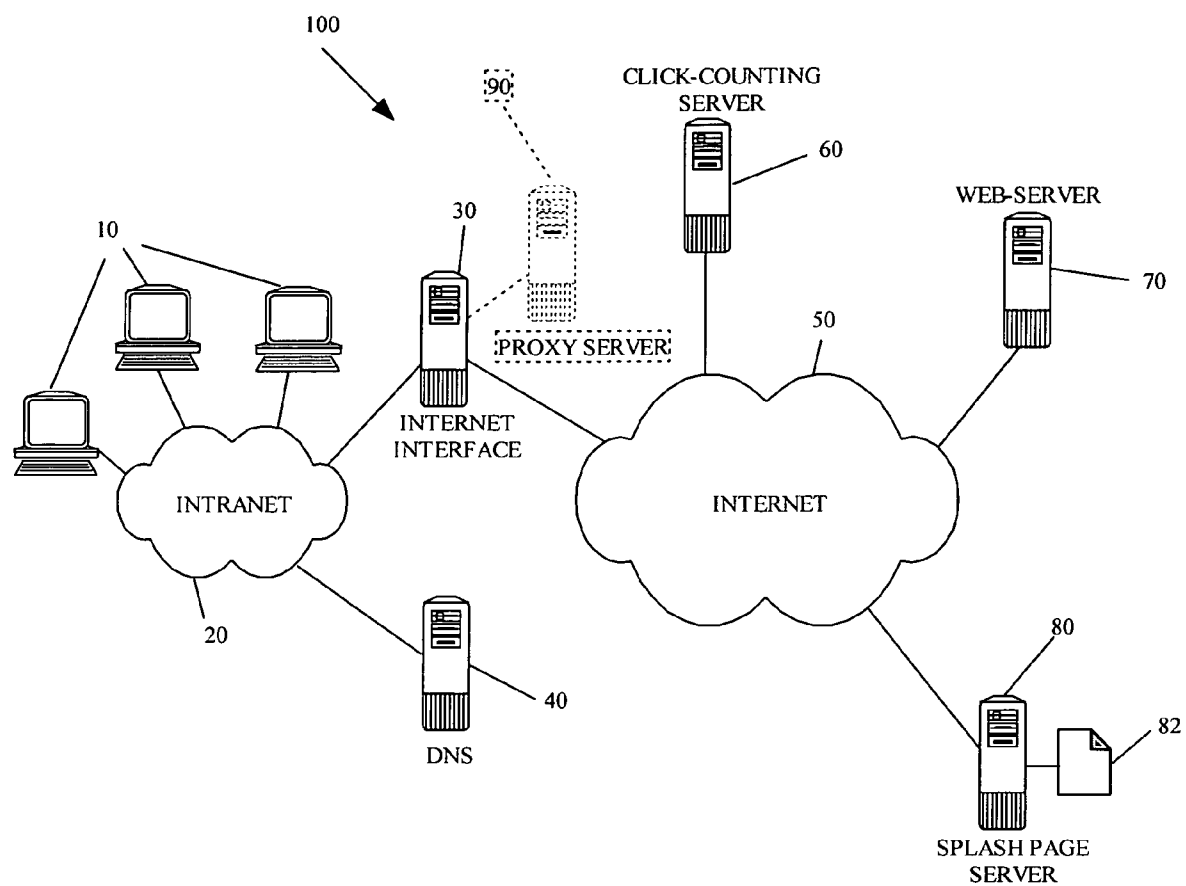 100
CLICK-COUNTING
SERVER
90
60
WEB-SERVER
10
30
70
PROXY SERVER
50
INTERNET
INTERFACE
INTRANET
INTERNET
20
80
40
DNS
82
SPLASH PAGE
SERVER